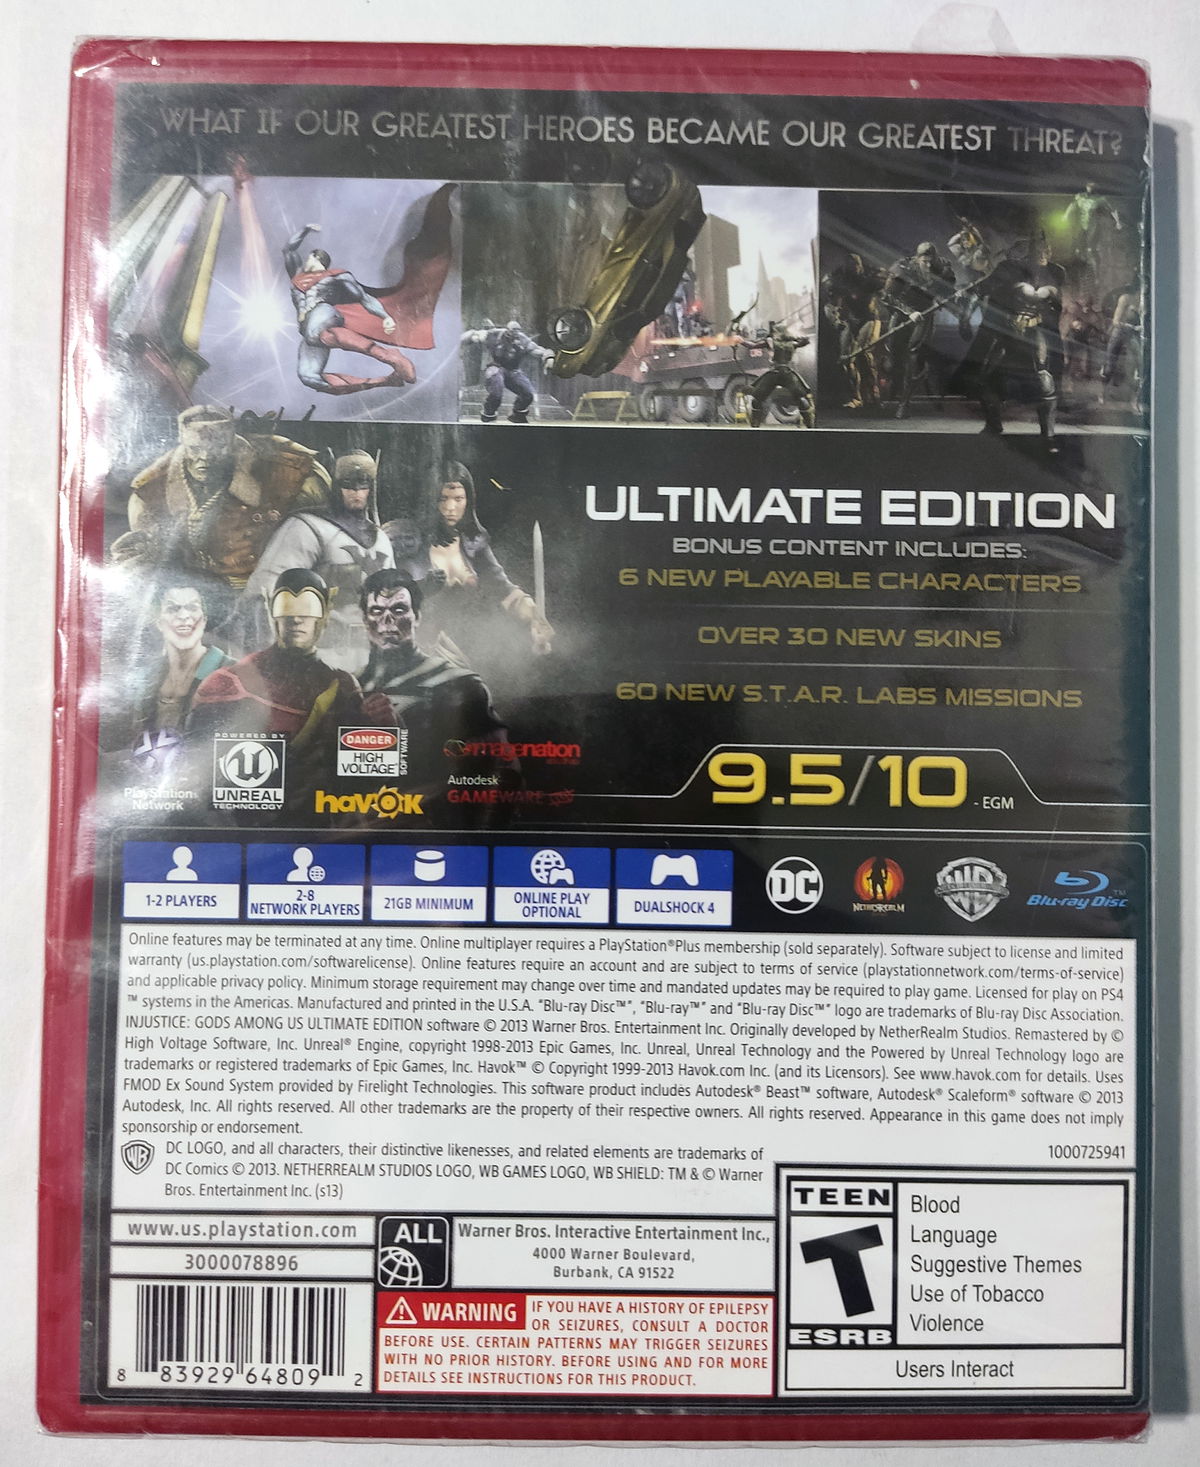 WHAT IF OUR GREATEST HEROES BECAME OUR GREATEST THREAT?
ULTIMATE EDITION
BONUS CONTENT INCLUDES:
6 NEW PLAYABLE CHARACTERS
OVER 30 NEW SKINS
60 NEW S.T.A.R. LABS MISSIONS
PlayStation
Network
POWERED BY
UNREAL
TECHNOLOGY
DANGER
HIGH
VOLTAGE
SOFTWARE
havok
imagenation
Autodesk
GAMEWARE
9.5/10
- EGM
1-2 PLAYERS
2-8
NETWORK PLAYERS
21GB MINIMUM
ONLINE PLAY
OPTIONAL
DUALSHOCK 4
DC
NETHERREALM
WB
Blu-ray Disc™
Online features may be terminated at any time. Online multiplayer requires a PlayStation®Plus membership (sold separately). Software subject to license and limited
warranty (us.playstation.com/softwarelicense). Online features require an account and are subject to terms of service (playstationnetwork.com/terms-of-service)
and applicable privacy policy. Minimum storage requirement may change over time and mandated updates may be required to play game. Licensed for play on PS4
™ systems in the Americas. Manufactured and printed in the U.S.A. "Blu-ray Disc™", "Blu-ray™" and "Blu-ray Disc™" logo are trademarks of Blu-ray Disc Association.
INJUSTICE: GODS AMONG US ULTIMATE EDITION software © 2013 Warner Bros. Entertainment Inc. Originally developed by NetherRealm Studios. Remastered by ©
High Voltage Software, Inc. Unreal® Engine, copyright 1998-2013 Epic Games, Inc. Unreal, Unreal Technology and the Powered by Unreal Technology logo are
trademarks or registered trademarks of Epic Games, Inc. Havok™ © Copyright 1999-2013 Havok.com Inc. (and its Licensors). See www.havok.com for details. Uses
FMOD Ex Sound System provided by Firelight Technologies. This software product includes Autodesk® Beast™ software, Autodesk® Scaleform® software © 2013
Autodesk, Inc. All rights reserved. All other trademarks are the property of their respective owners. All rights reserved. Appearance in this game does not imply
sponsorship or endorsement.
WB
DC LOGO, and all characters, their distinctive likenesses, and related elements are trademarks of
DC Comics © 2013. NETHERREALM STUDIOS LOGO, WB GAMES LOGO, WB SHIELD: TM & © Warner
Bros. Entertainment Inc. (s13)
1000725941
www.us.playstation.com
3000078896
8 83929 64809 2
ALL
Warner Bros. Interactive Entertainment Inc.,
4000 Warner Boulevard,
Burbank, CA 91522
WARNING IF YOU HAVE A HISTORY OF EPILEPSY
OR SEIZURES, CONSULT A DOCTOR
BEFORE USE. CERTAIN PATTERNS MAY TRIGGER SEIZURES
WITH NO PRIOR HISTORY. BEFORE USING AND FOR MORE
DETAILS SEE INSTRUCTIONS FOR THIS PRODUCT.
TEEN
T
ESRB
Blood
Language
Suggestive Themes
Use of Tobacco
Violence
Users Interact